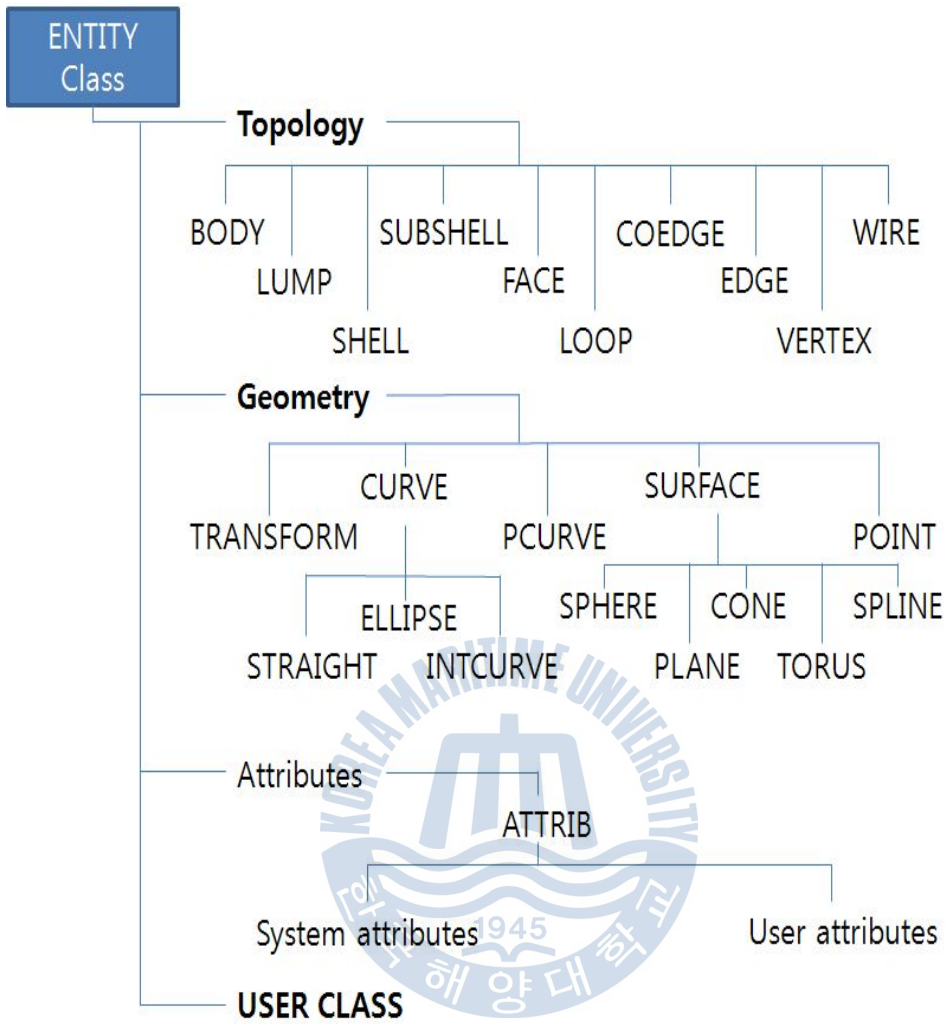 ENTITY
Class
Topology
BODY
SUBSHELL
COEDGE
WIRE
LUMP
FACE
EDGE
SHELL
LOOP
VERTEX
Geometry
CURVE
SURFACE
TRANSFORM
PCURVE
POINT
ELLIPSE
SPHERE
CONE
SPLINE
STRAIGHT
INTCURVE
PLANE
TORUS
KOREA MARITIME UNIVERSITY
Attributes
ATTRIB
System attributes
1945
User attributes
한국해양대학교
USER CLASS